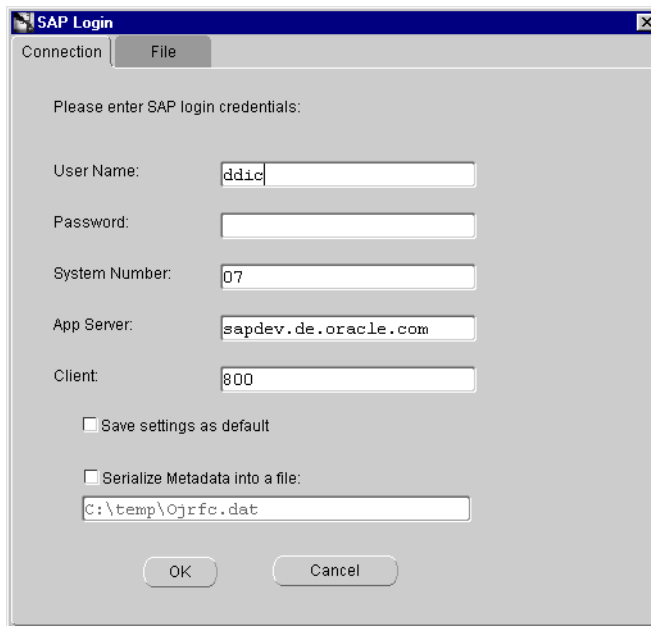 SAP Login
Connection File
Please enter SAP login credentials:
User Name: ddic
Password:
System Number: 07
App Server: sapdev.de.oracle.com
Client: 800
Save settings as default
Serialize Metadata into a file:
C:\temp\Ojrfc.dat
OK Cancel